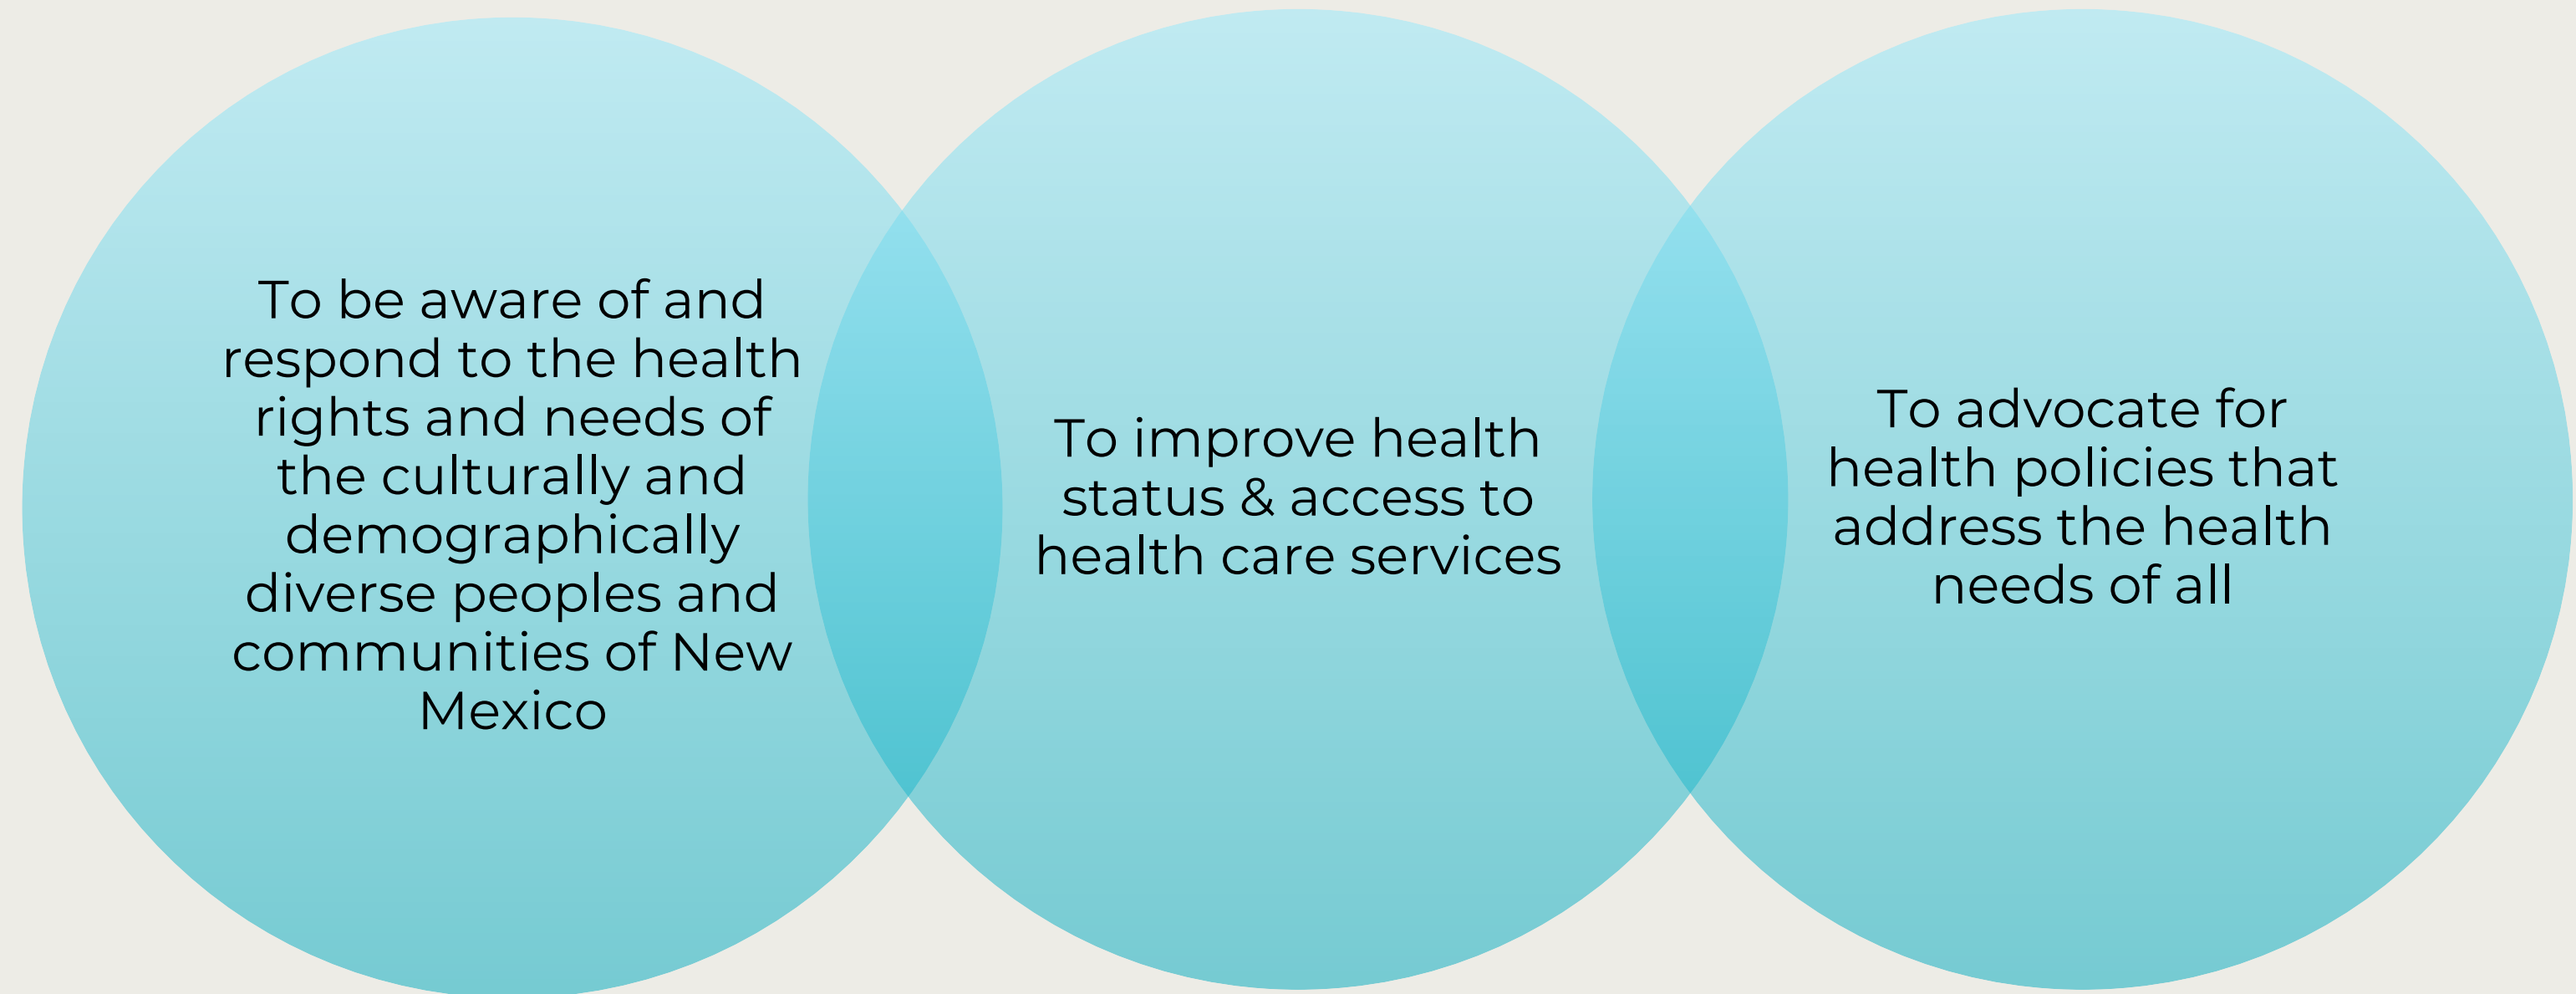 To be aware of and
respond to the health
rights and needs of
the culturally and
demographically
diverse peoples and
communities of New
Mexico
To improve health
status & access to
health care services
To advocate for
health policies that
address the health
needs of all